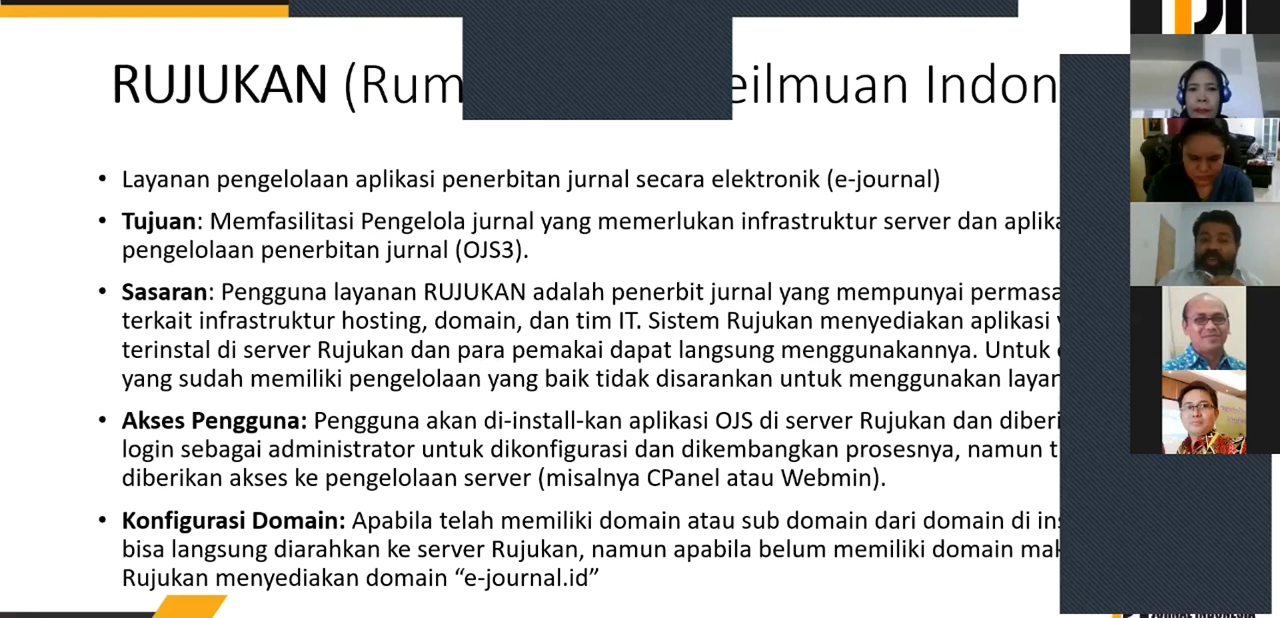 RUJUKAN (Rum eilmuan Indon
• Layanan pengelolaan aplikasi penerbitan jurnal secara elektronik (e-journal)
• Tujuan: Memfasilitasi Pengelola jurnal yang memerlukan infrastruktur server dan aplika
pengelolaan penerbitan jurnal (OJS3).
• Sasaran: Pengguna layanan RUJUKAN adalah penerbit jurnal yang mempunyai permasa
terkait infrastruktur hosting, domain, dan tim IT. Sistem Rujukan menyediakan aplikasi
terinstal di server Rujukan dan para pemakai dapat langsung menggunakannya. Untuk
yang sudah memiliki pengelolaan yang baik tidak disarankan untuk menggunakan layan
• Akses Pengguna: Pengguna akan di-install-kan aplikasi OJS di server Rujukan dan diberi
login sebagai administrator untuk dikonfigurasi dan dikembangkan prosesnya, namun t
diberikan akses ke pengelolaan server (misalnya CPanel atau Webmin).
• Konfigurasi Domain: Apabila telah memiliki domain atau sub domain dari domain di ins
bisa langsung diarahkan ke server Rujukan, namun apabila belum memiliki domain mak
Rujukan menyediakan domain “e-journal.id”
JURNAL INDONESIA